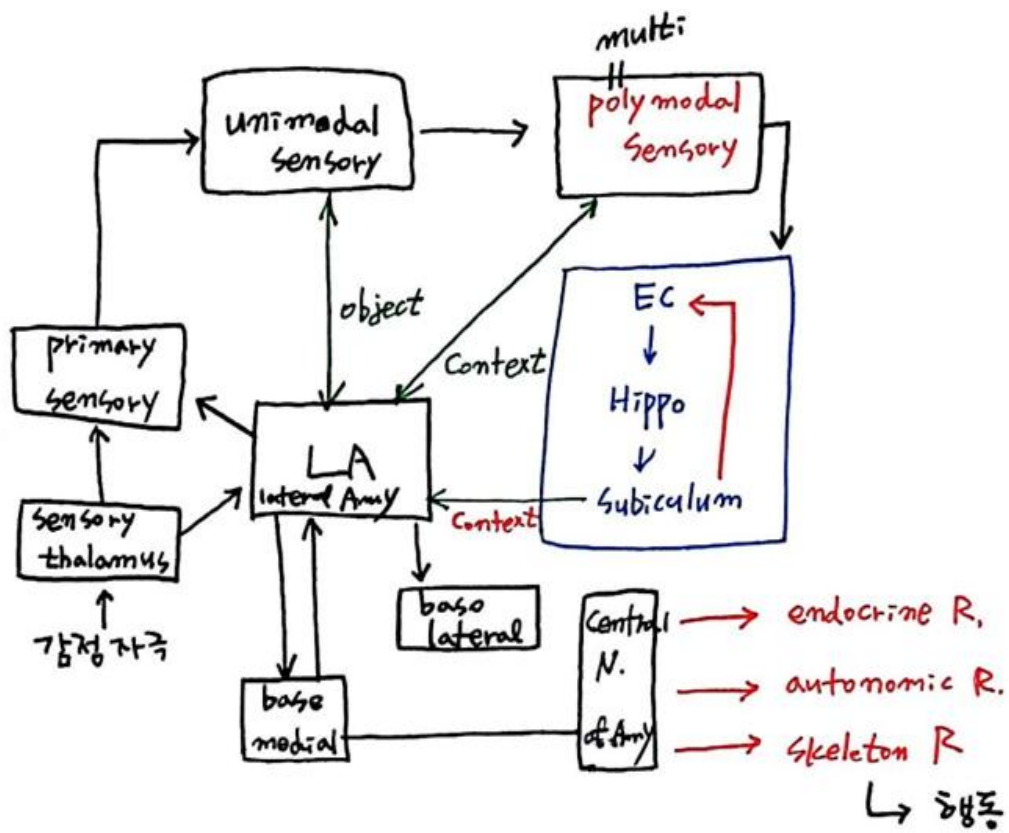 multi
unimodal
sensory
polymodal
sensory
EC
object
primary
sensory
Context
Hippo
LA
lateral Amy
subiculum
Context
sensory
thalamus
감정 자극
baso
lateral
Central
N.
of Amy
endocrine R.
autonomic R.
skeleton R
base
medial
행동